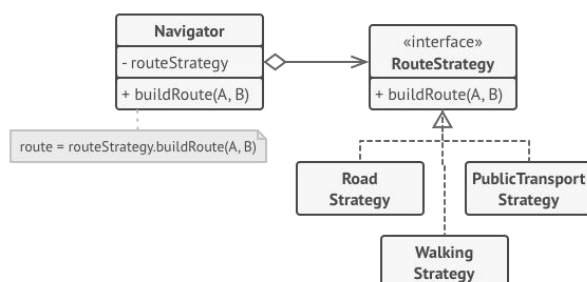 Navigator
- routeStrategy
+ buildRoute(A, B)
route = routeStrategy.buildRoute(A, B)
«interface»
RouteStrategy
+ buildRoute(A, B)
Road
Strategy
PublicTransport
Strategy
Walking
Strategy